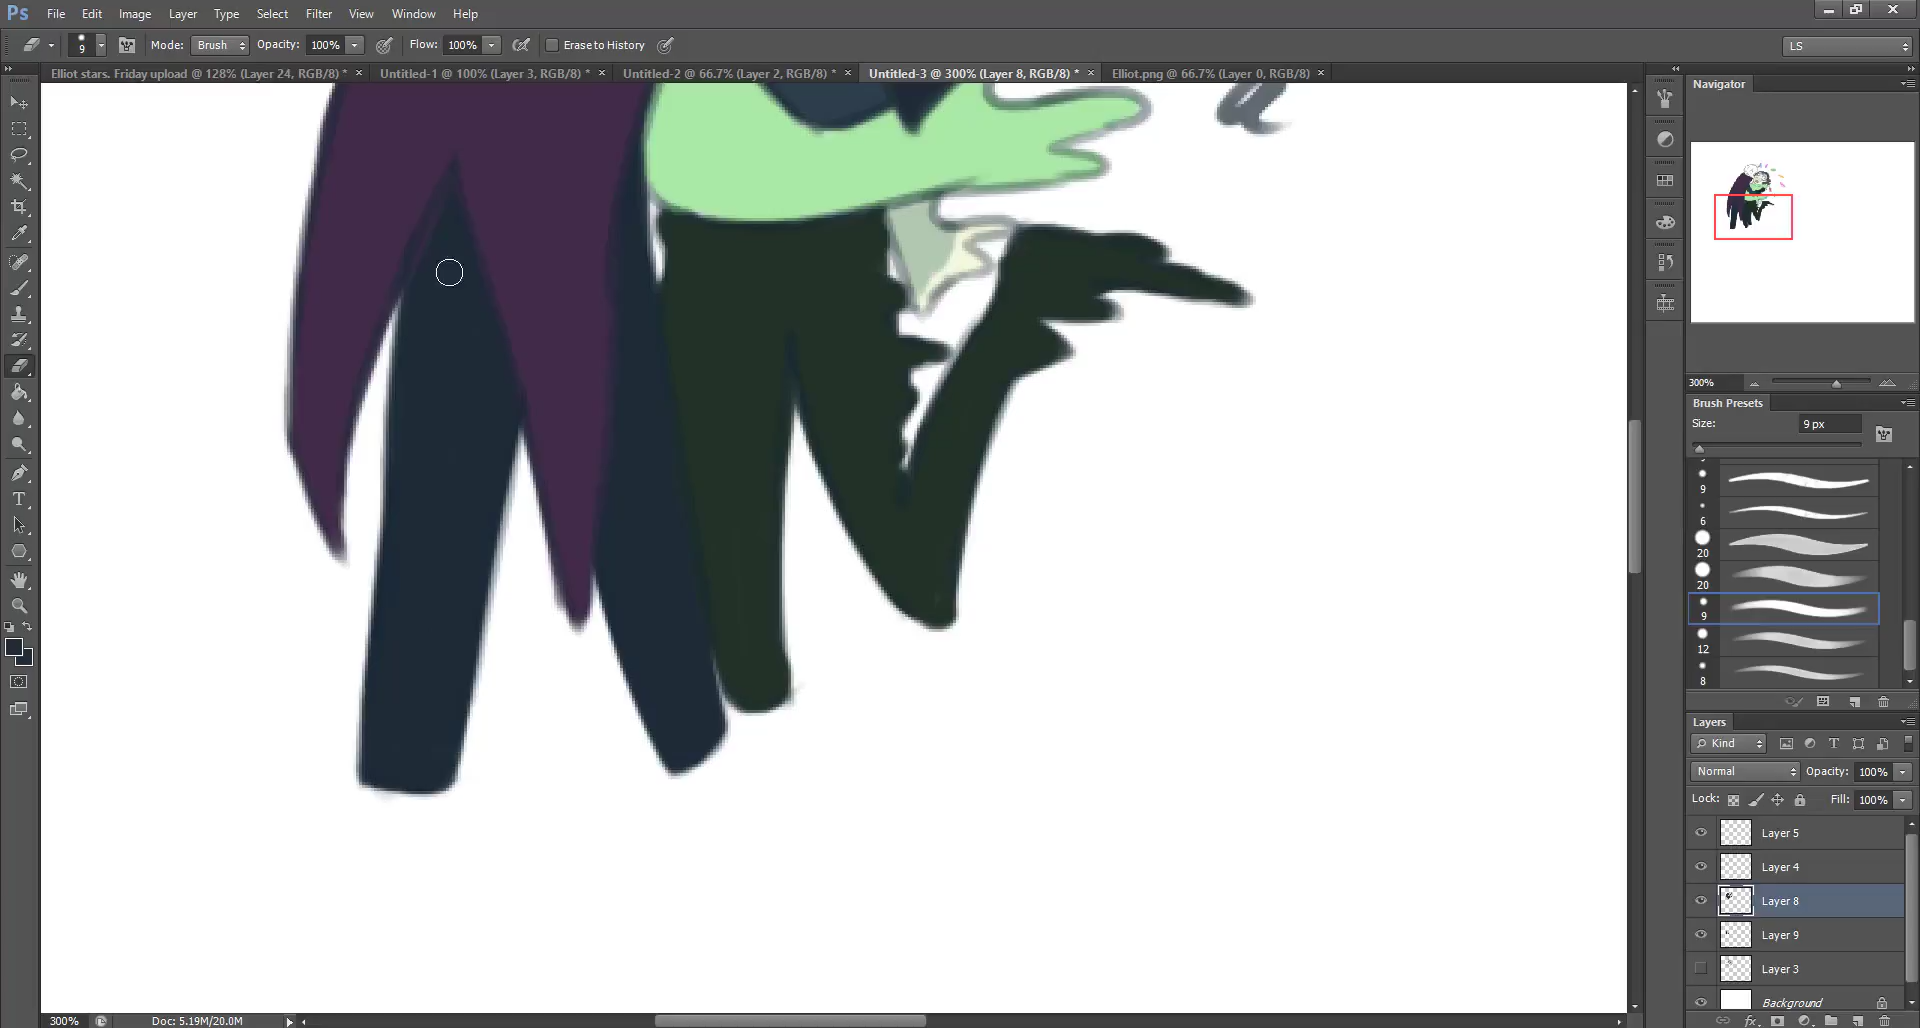 Ps File Edit Image Layer Type Select Filter View Window Help
9 Mode: Brush Opacity: 100% Flow: 100% Erase to History LS
Elliot stars. Friday upload @ 128% (Layer 24, RGB/8) * × Untitled-1 @ 100% (Layer 3, RGB/8) * × Untitled-2 @ 66.7% (Layer 2, RGB/8) * × Untitled-3 @ 300% (Layer 8, RGB/8) * × Elliot.png @ 66.7% (Layer 0, RGB/8) ×
Navigator
300%
Brush Presets
Size: 9 px
9
6
20
20
9
12
8
Layers
Kind
Normal Opacity: 100%
Lock: Fill: 100%
Layer 5
Layer 4
Layer 8
Layer 9
Layer 3
Background
300% Doc: 5.19M/20.0M